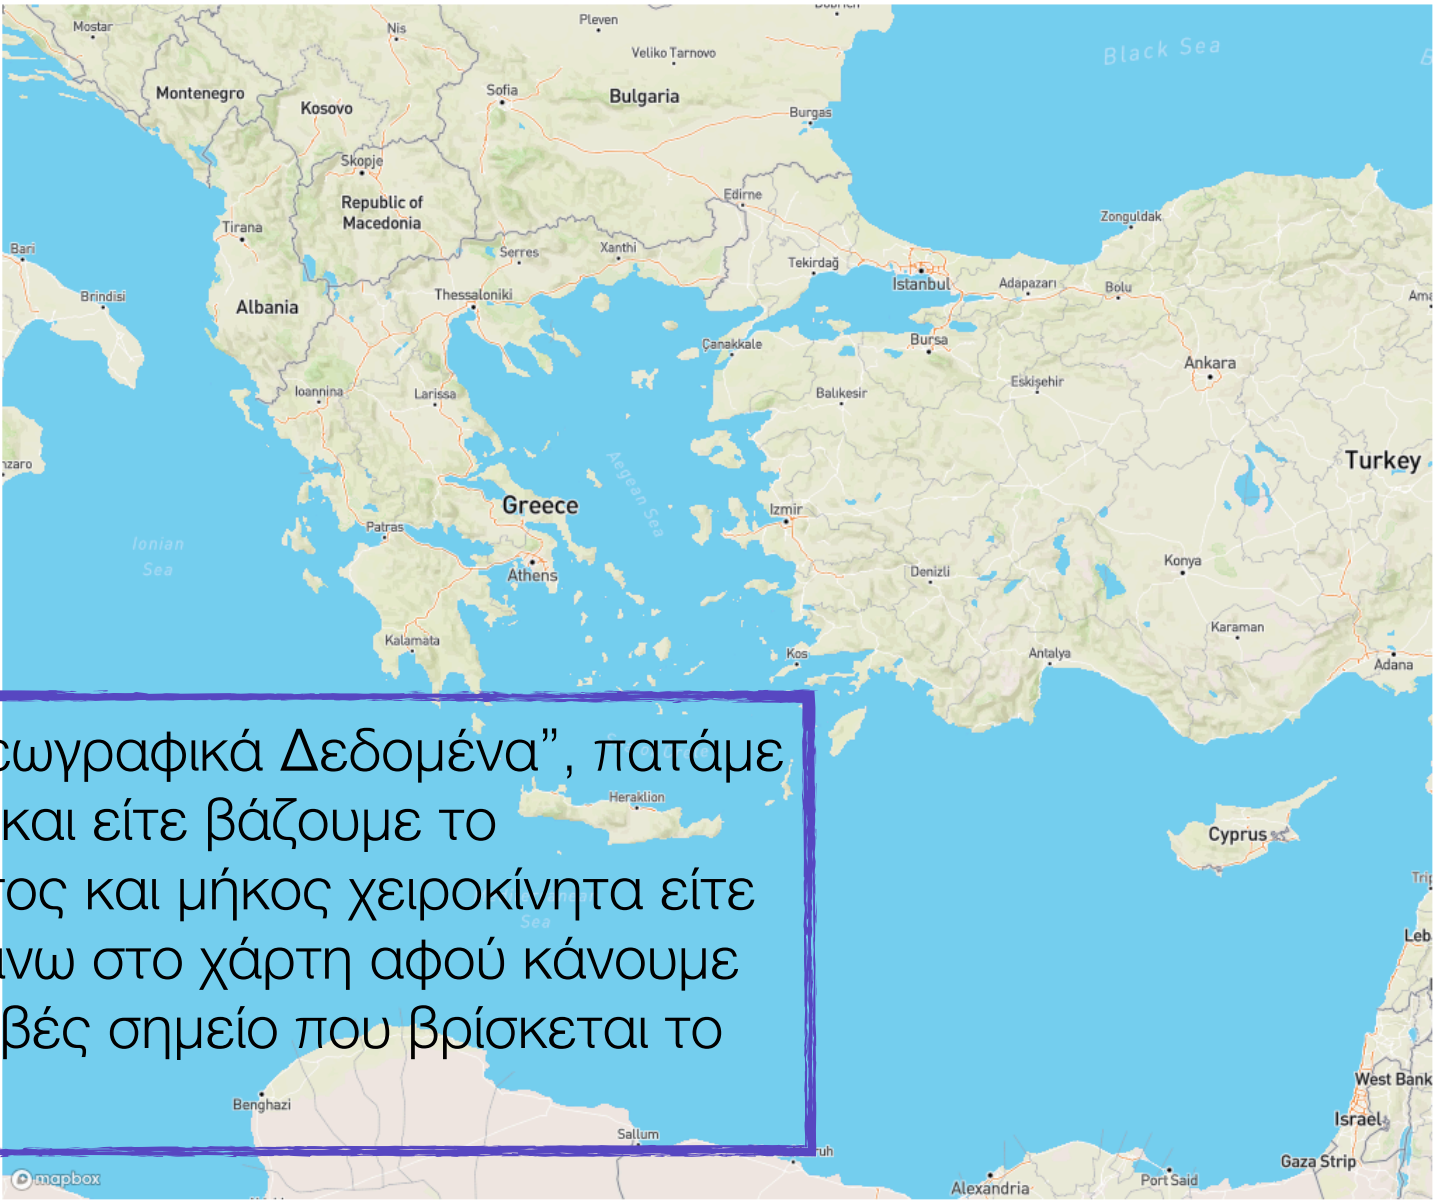 Mostar
Nis
Pleven
Veliko Tarnovo
Black Sea
Montenegro
Kosovo
Sofia
Bulgaria
Burgas
Skopje
Republic of
Macedonia
Edirne
Zonguldak
Tirana
Bari
Serres
Xanthi
Tekirdağ
Istanbul
Adapazarı
Bolu
Brindisi
Albania
Thessaloniki
Çanakkale
Bursa
Ankara
Ioannina
Larissa
Balıkesir
Eskişehir
Turkey
Aegean Sea
Greece
Izmir
Patras
Ionian
Sea
Athens
Denizli
Konya
Kalamata
Kos
Antalya
Karaman
Adana
εωγραφικά Δεδομένα”, πατάμε
και είτε βάζουμε το
τος και μήκος χειροκίνητα είτε
άνω στο χάρτη αφού κάνουμε
βές σημείο που βρίσκεται το
Heraklion
Sea
Cyprus
Benghazi
Sallum
West Bank
Israel
Gaza Strip
Alexandria
Port Said
mapbox